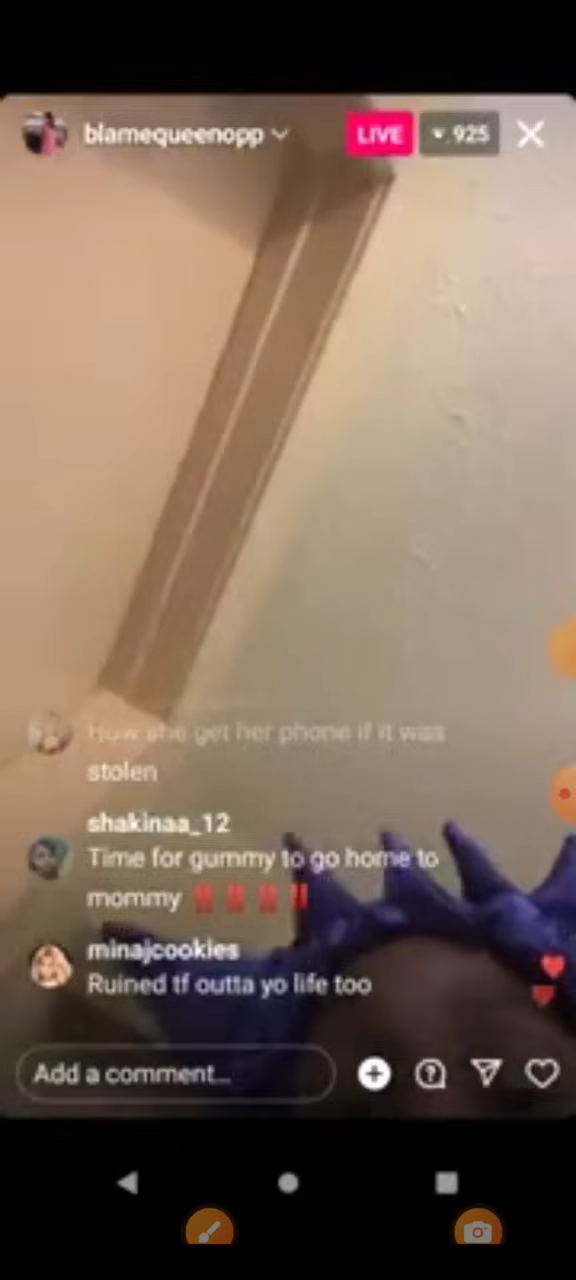 blamequeenopp
LIVE
925
How she get her phone if it was
stolen
shakinaa_12
Time for gummy to go home to
mommy ‼️‼️‼️‼️
minajcookies
Ruined tf outta yo life too
Add a comment...